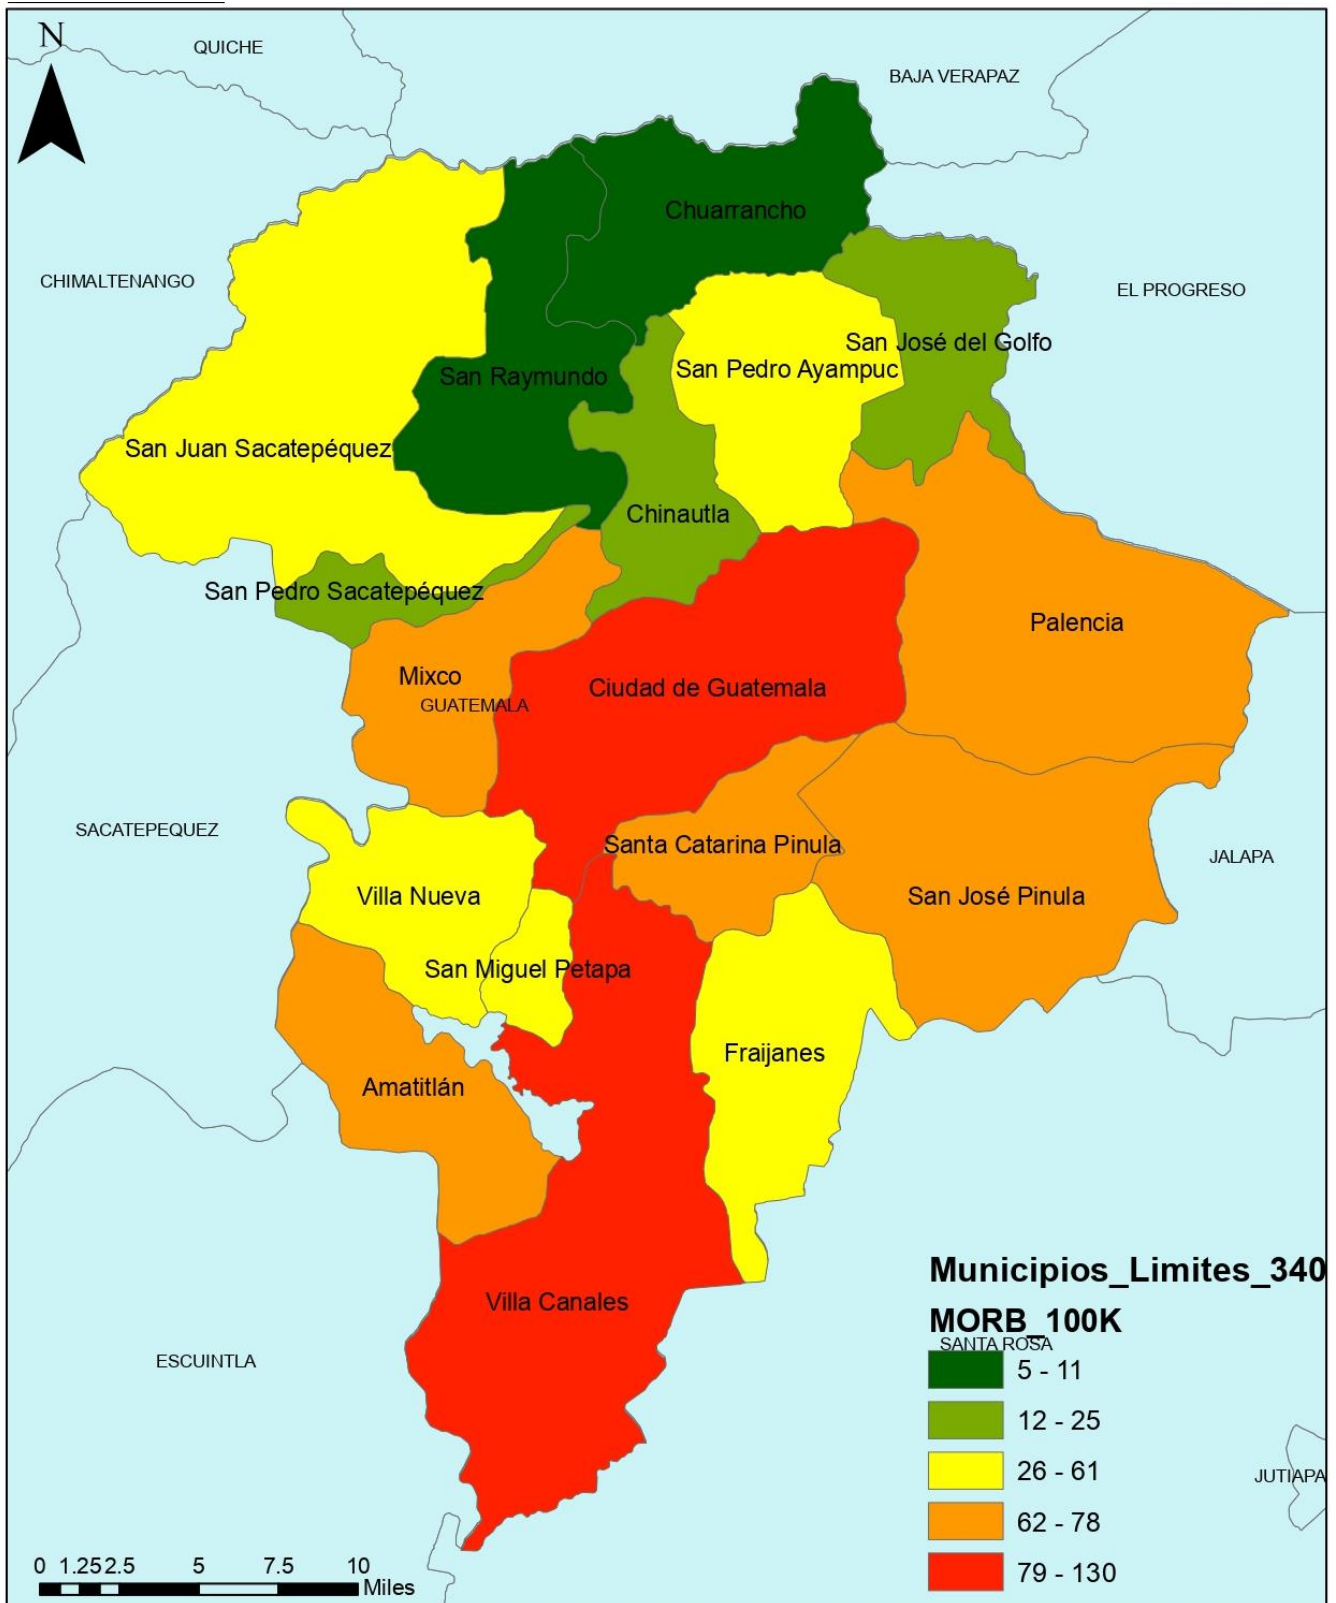 N
QUICHE
BAJA VERAPAZ
Chuarrancho
CHIMALTENANGO
EL PROGRESO
San José del Golfo
San Pedro Ayampuc
San Raymundo
San Juan Sacatepéquez
Chinautla
San Pedro Sacatepéquez
Palencia
Mixco
Ciudad de Guatemala
GUATEMALA
SACATEPEQUEZ
Santa Catarina Pinula
JALAPA
Villa Nueva
San José Pinula
San Miguel Petapa
Fraijanes
Amatitlán
Villa Canales
ESCUINTLA
Municipios_Limites_340
MORB_100K
SANTA ROSA
5 - 11
12 - 25
26 - 61
JUTIAPA
62 - 78
79 - 130
0 1.25 2.5 5 7.5 10
Miles